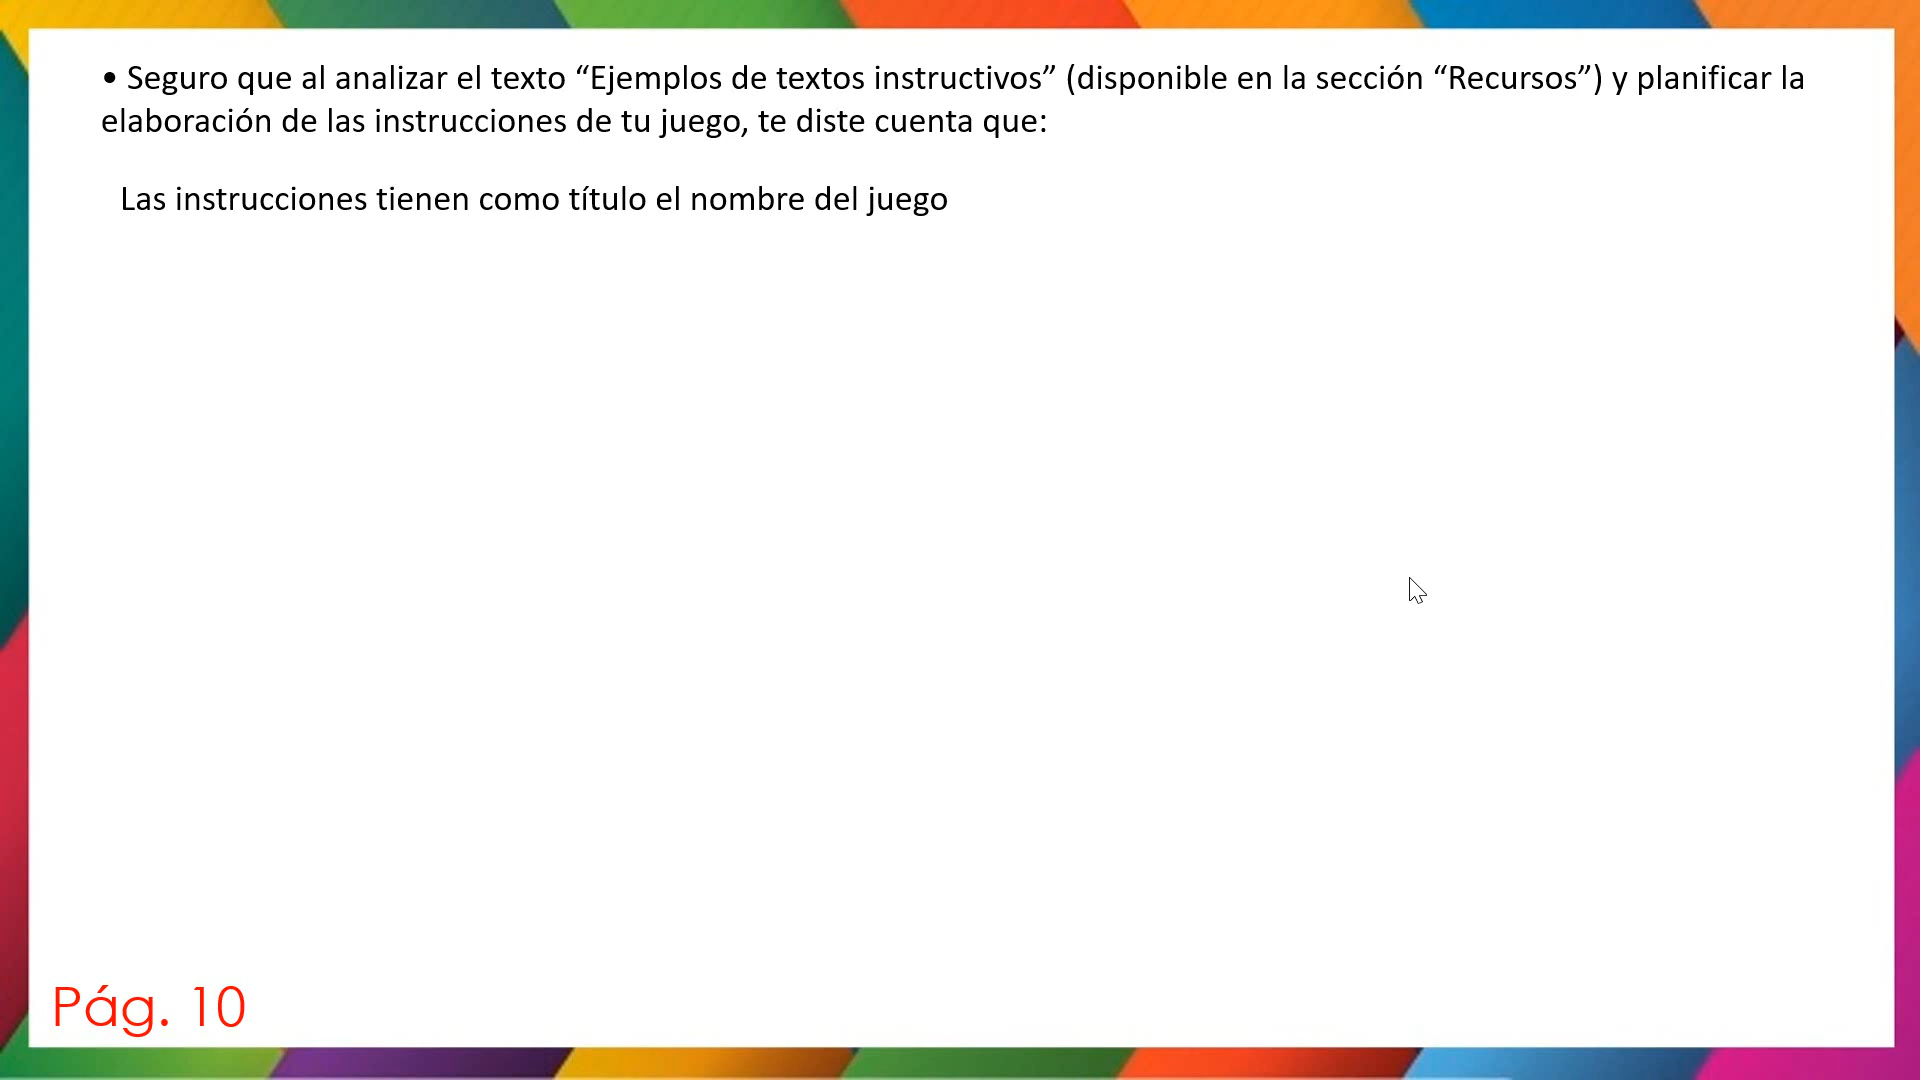 • Seguro que al analizar el texto “Ejemplos de textos instructivos” (disponible en la sección “Recursos”) y planificar la
elaboración de las instrucciones de tu juego, te diste cuenta que:
Las instrucciones tienen como título el nombre del juego
Pág. 10